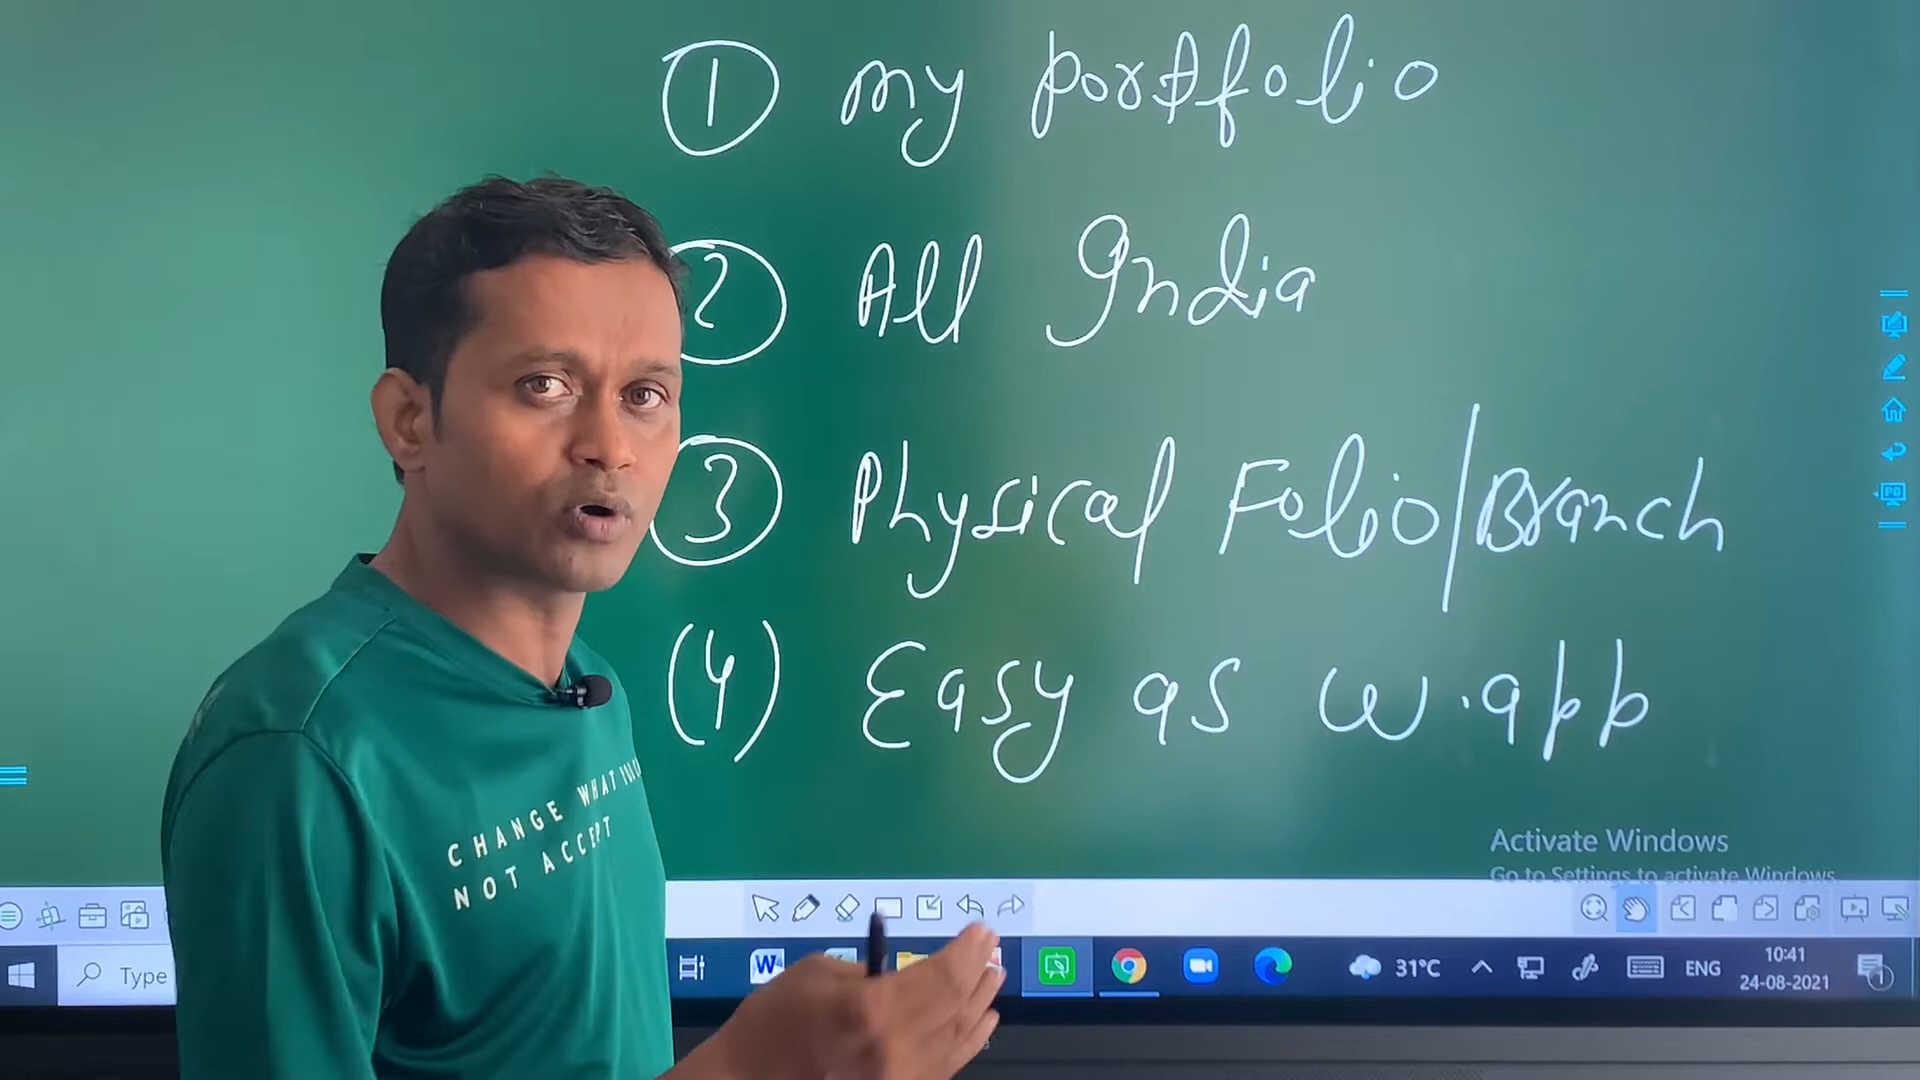 1 My portfolio
2 All India
3 Physical Folio/Branch
(4) Easy as w.app
CHANGE WHAT YOU
NOT ACCEPT
Activate Windows
Go to Settings to activate Windows.
Type
31°C
ENG
10:41
24-08-2021
1